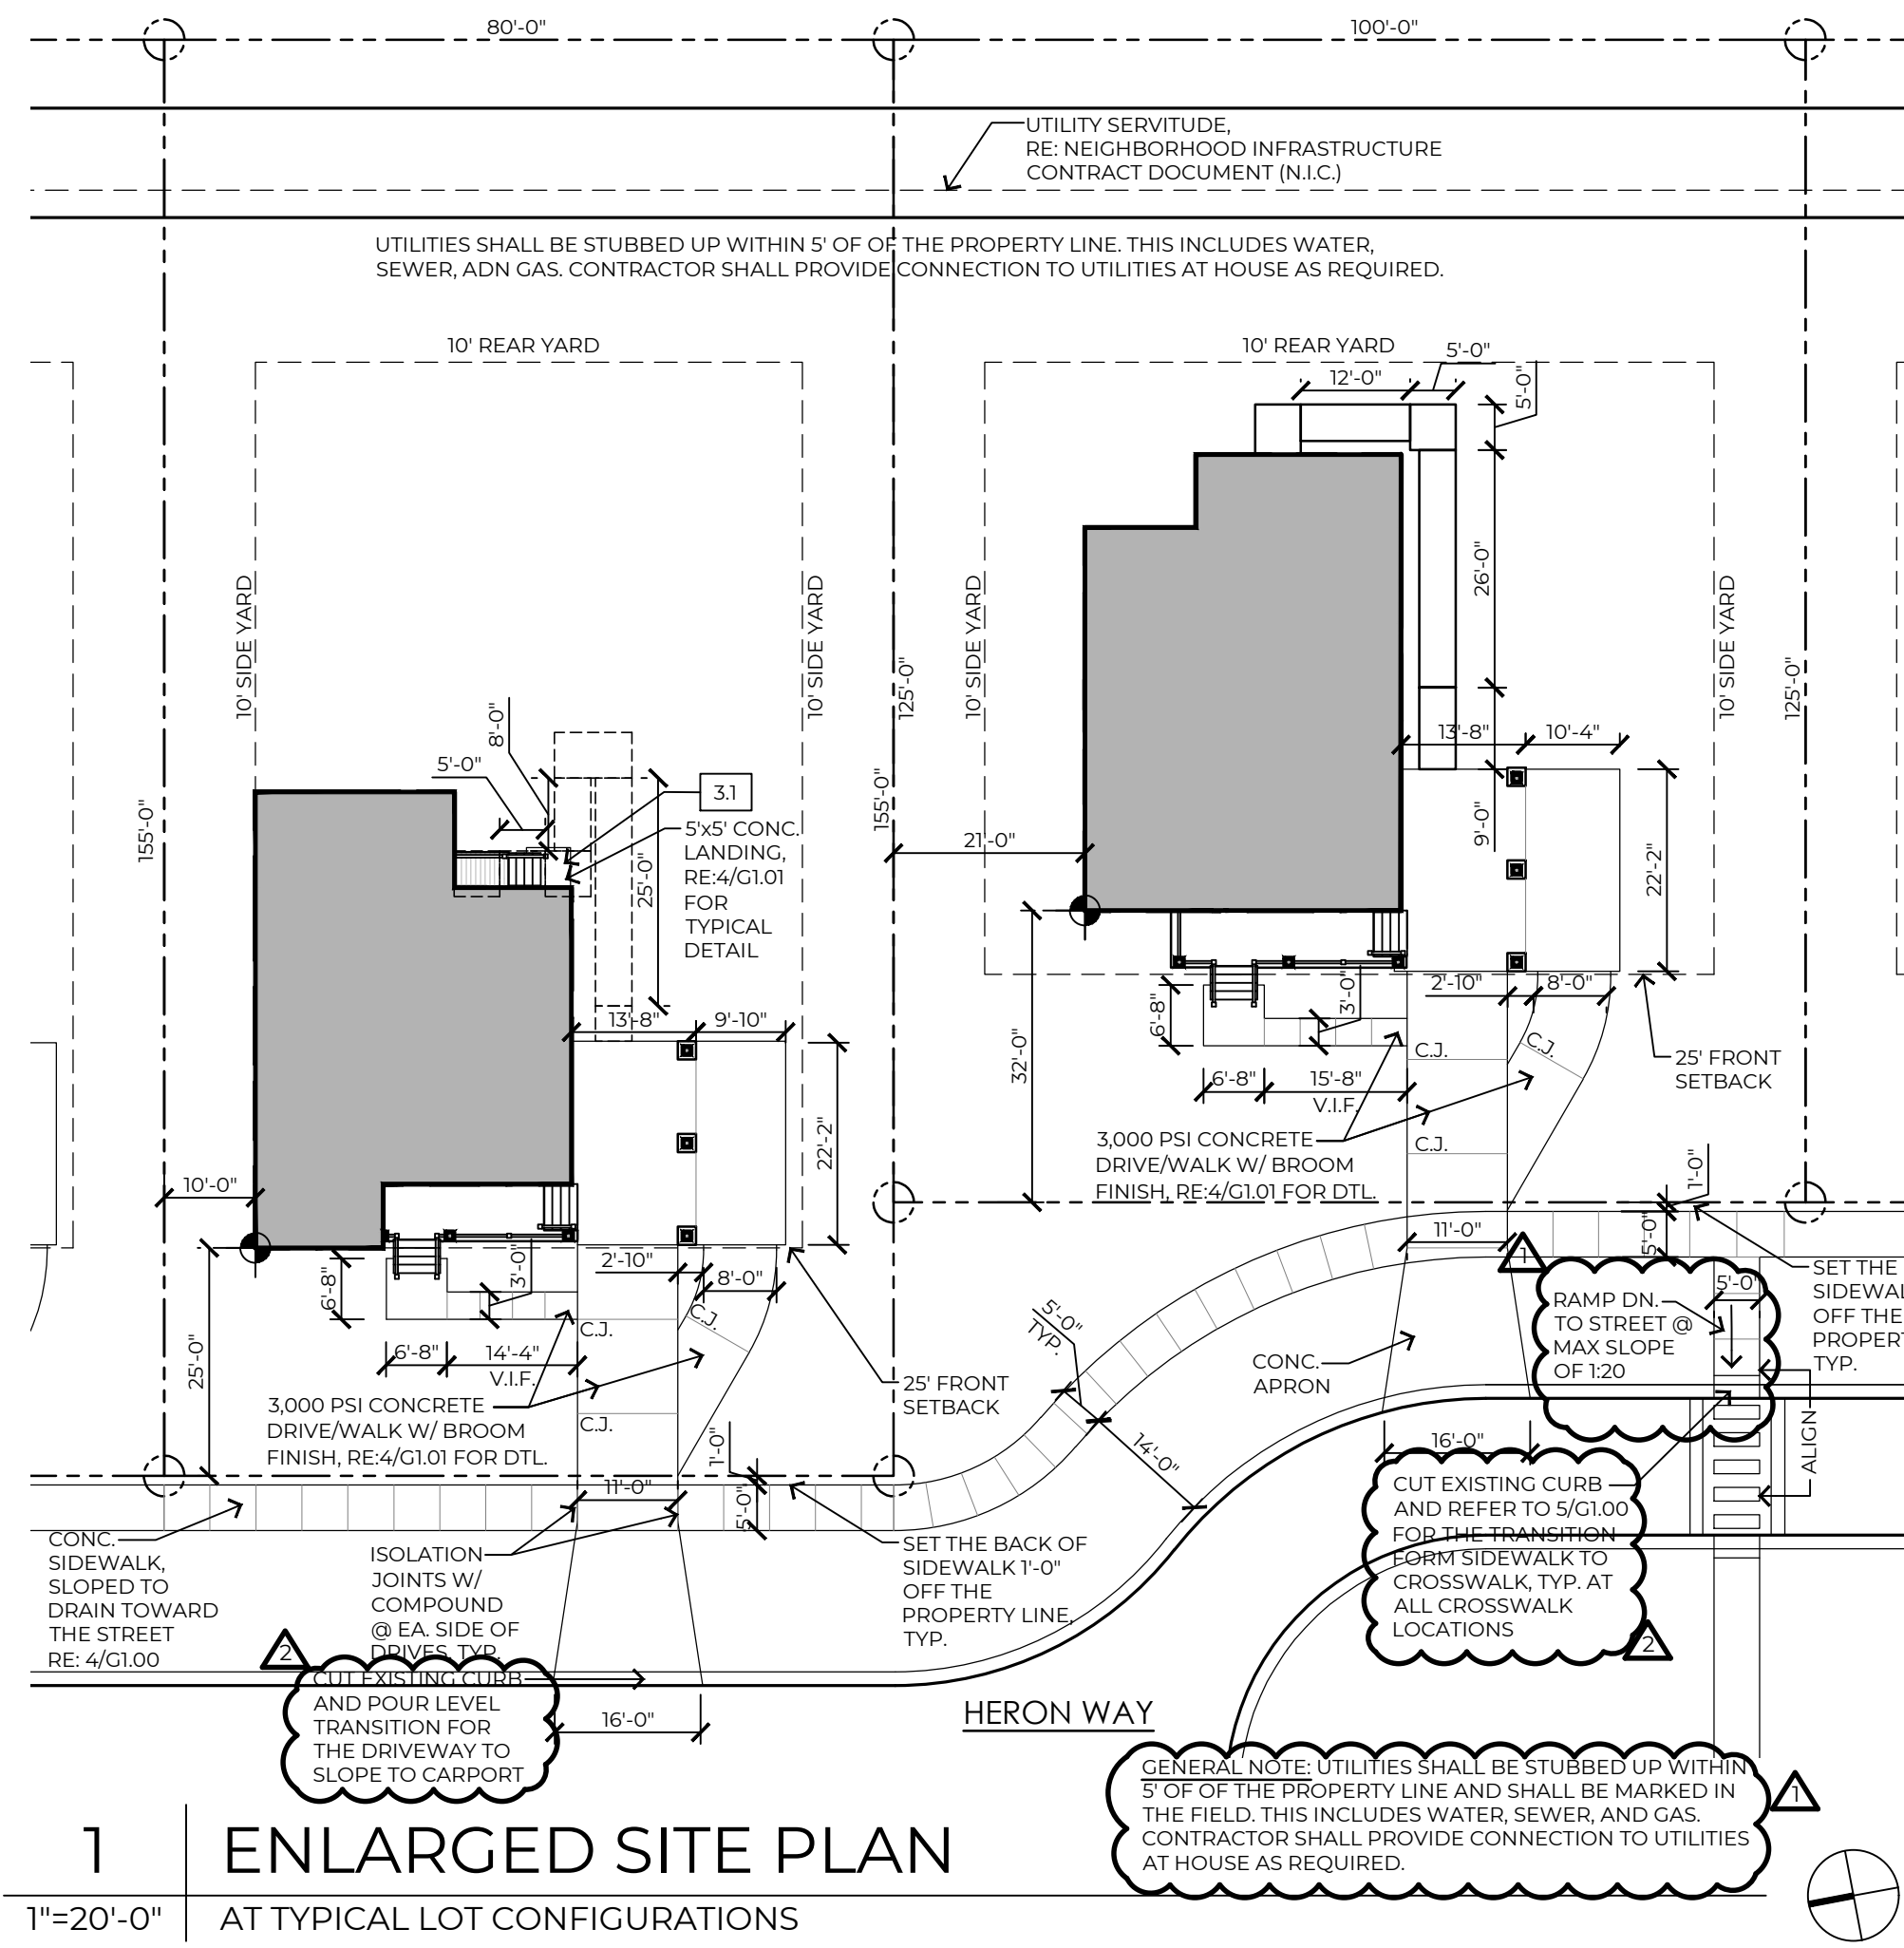 80'-0"
100'-0"
UTILITY SERVITUDE,
RE: NEIGHBORHOOD INFRASTRUCTURE
CONTRACT DOCUMENT (N.I.C.)
UTILITIES SHALL BE STUBBED UP WITHIN 5' OF OF THE PROPERTY LINE. THIS INCLUDES WATER,
SEWER, ADN GAS. CONTRACTOR SHALL PROVIDE CONNECTION TO UTILITIES AT HOUSE AS REQUIRED.
10' REAR YARD
10' REAR YARD
5'-0"
12'-0"
5'-0"
26'-0"
10' SIDE YARD
10' SIDE YARD
10' SIDE YARD
10' SIDE YARD
125'-0"
125'-0"
155'-0"
155'-0"
8'-0"
5'-0"
3.1
5'x5' CONC.
LANDING,
RE:4/G1.01
FOR
TYPICAL
DETAIL
25'-0"
13'-8"
10'-4"
9'-0"
22'-2"
21'-0"
32'-0"
13'-8"
9'-10"
22'-2"
2'-10"
8'-0"
3'-0"
6'-8"
6'-8"
15'-8"
V.I.F.
C.J.
C.J.
C.J.
25' FRONT
SETBACK
3,000 PSI CONCRETE
DRIVE/WALK W/ BROOM
FINISH, RE:4/G1.01 FOR DTL.
1'-0"
5'-0"
11'-0"
10'-0"
25'-0"
6'-8"
3'-0"
2'-10"
8'-0"
6'-8"
14'-4"
V.I.F.
C.J.
C.J.
C.J.
3,000 PSI CONCRETE
DRIVE/WALK W/ BROOM
FINISH, RE:4/G1.01 FOR DTL.
25' FRONT
SETBACK
1'-0"
5'-0"
11'-0"
5'-0"
TYP.
14'-0"
CONC.
APRON
1
RAMP DN.
TO STREET @
MAX SLOPE
OF 1:20
5'-0"
SET THE
OFF THE
TYP.
ALIGN
16'-0"
CUT EXISTING CURB
AND REFER TO 5/G1.00
FOR THE TRANSITION
FORM SIDEWALK TO
CROSSWALK, TYP. AT
ALL CROSSWALK
LOCATIONS
2
CONC.
SIDEWALK,
SLOPED TO
DRAIN TOWARD
THE STREET
RE: 4/G1.00
ISOLATION
JOINTS W/
COMPOUND
@ EA. SIDE OF
DRIVES, TYP.
SET THE BACK OF
SIDEWALK 1'-0"
OFF THE
PROPERTY LINE,
TYP.
2
CUT EXISTING CURB
AND POUR LEVEL
TRANSITION FOR
THE DRIVEWAY TO
SLOPE TO CARPORT
16'-0"
HERON WAY
GENERAL NOTE: UTILITIES SHALL BE STUBBED UP WITHIN
5' OF OF THE PROPERTY LINE AND SHALL BE MARKED IN
THE FIELD. THIS INCLUDES WATER, SEWER, AND GAS.
CONTRACTOR SHALL PROVIDE CONNECTION TO UTILITIES
AT HOUSE AS REQUIRED.
1
1
ENLARGED SITE PLAN
1"=20'-0"
AT TYPICAL LOT CONFIGURATIONS